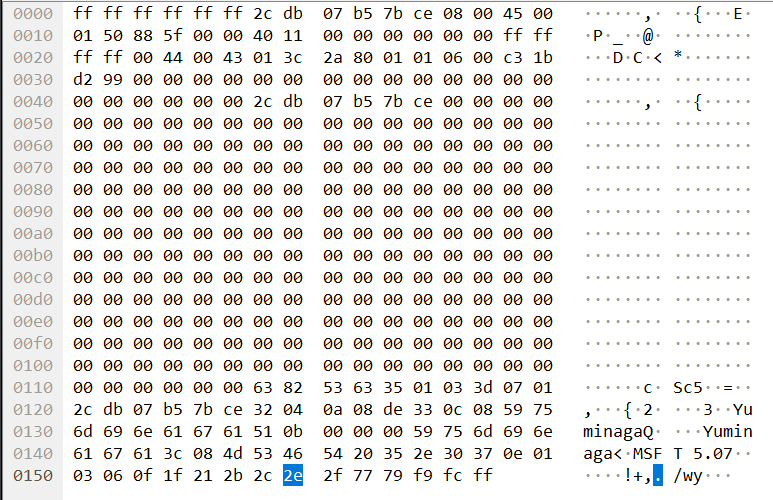 0000 ff ff ff ff ff ff 2c db 07 b5 7b ce 08 00 45 00 ······,· ··{···E·
0010 01 50 88 5f 00 00 40 11 00 00 00 00 00 00 ff ff ·P·_··@· ········
0020 ff ff 00 44 00 43 01 3c 2a 80 01 01 06 00 c3 1b ···D·C·< *·······
0030 d2 99 00 00 00 00 00 00 00 00 00 00 00 00 00 00 ········ ········
0040 00 00 00 00 00 00 2c db 07 b5 7b ce 00 00 00 00 ······,· ··{·····
0050 00 00 00 00 00 00 00 00 00 00 00 00 00 00 00 00 ········ ········
0060 00 00 00 00 00 00 00 00 00 00 00 00 00 00 00 00 ········ ········
0070 00 00 00 00 00 00 00 00 00 00 00 00 00 00 00 00 ········ ········
0080 00 00 00 00 00 00 00 00 00 00 00 00 00 00 00 00 ········ ········
0090 00 00 00 00 00 00 00 00 00 00 00 00 00 00 00 00 ········ ········
00a0 00 00 00 00 00 00 00 00 00 00 00 00 00 00 00 00 ········ ········
00b0 00 00 00 00 00 00 00 00 00 00 00 00 00 00 00 00 ········ ········
00c0 00 00 00 00 00 00 00 00 00 00 00 00 00 00 00 00 ········ ········
00d0 00 00 00 00 00 00 00 00 00 00 00 00 00 00 00 00 ········ ········
00e0 00 00 00 00 00 00 00 00 00 00 00 00 00 00 00 00 ········ ········
00f0 00 00 00 00 00 00 00 00 00 00 00 00 00 00 00 00 ········ ········
0100 00 00 00 00 00 00 00 00 00 00 00 00 00 00 00 00 ········ ········
0110 00 00 00 00 00 00 63 82 53 63 35 01 03 3d 07 01 ······c· Sc5··=··
0120 2c db 07 b5 7b ce 32 04 0a 08 de 33 0c 08 59 75 ,···{·2· ···3··Yu
0130 6d 69 6e 61 67 61 51 0b 00 00 00 59 75 6d 69 6e minagaQ· ···Yumin
0140 61 67 61 3c 08 4d 53 46 54 20 35 2e 30 37 0e 01 aga<·MSF T 5.07··
0150 03 06 0f 1f 21 2b 2c 2e 2f 77 79 f9 fc ff ····!+,. /wy···